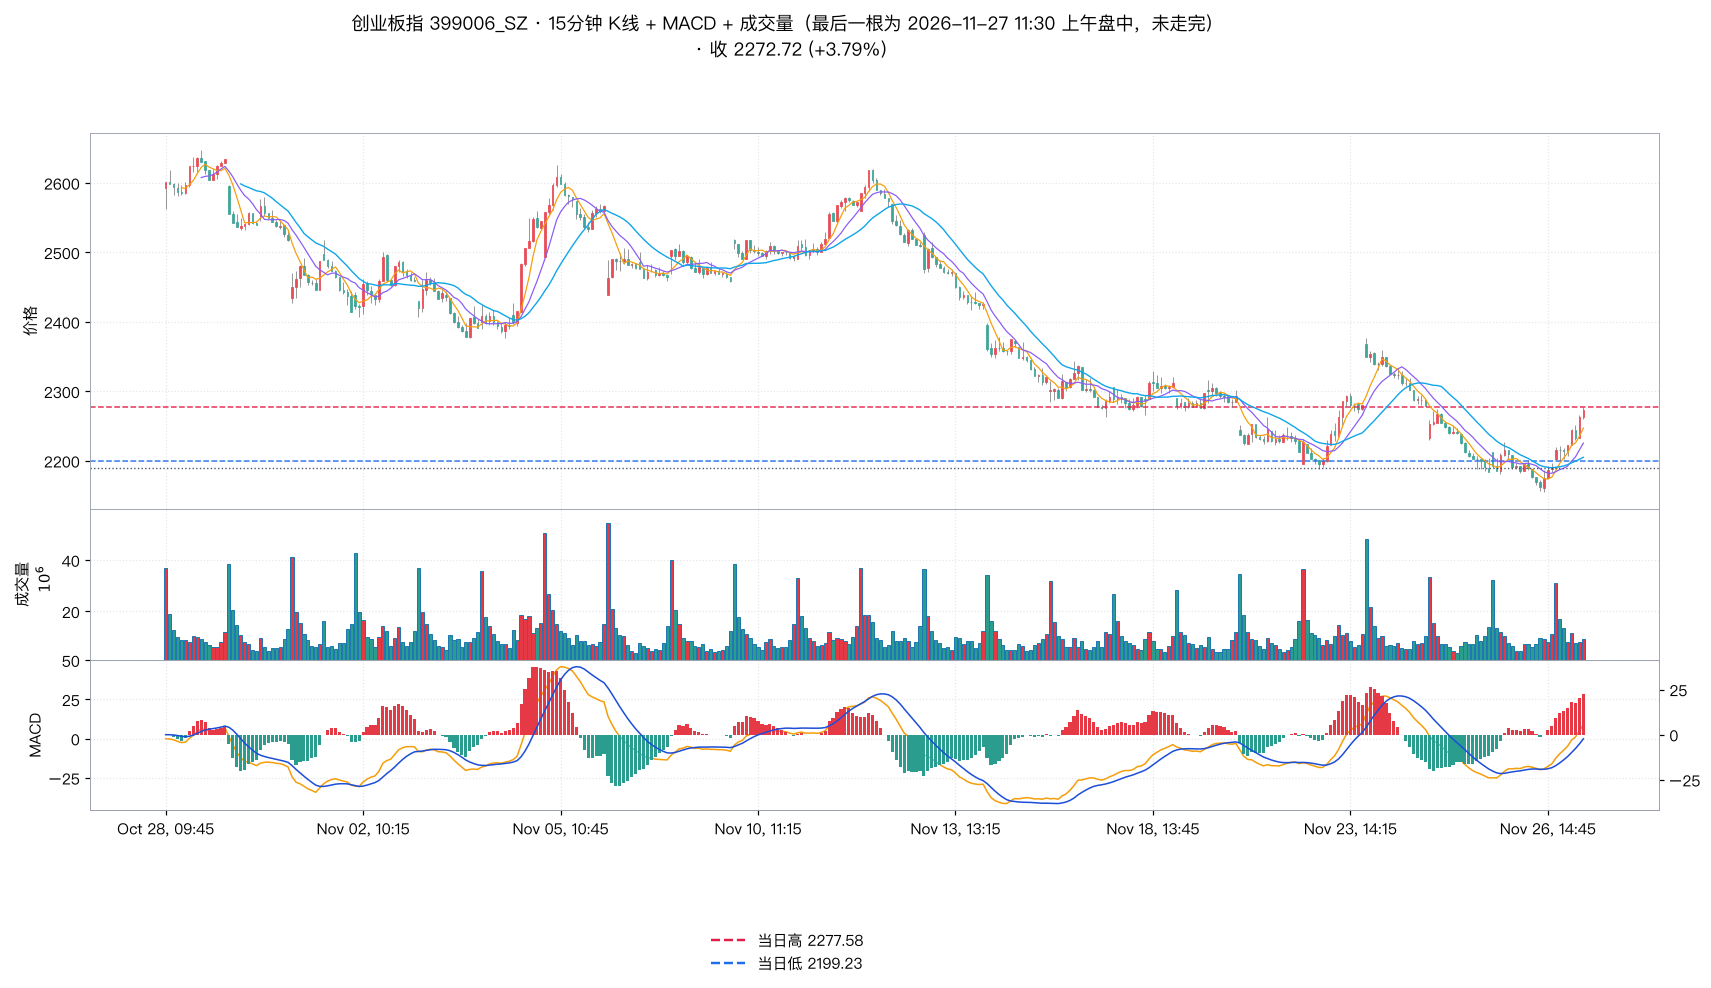 创业板指 399006_SZ · 15分钟 K线 + MACD + 成交量（最后一根为 2026-11-27 11:30 上午盘中，未走完）
· 收 2272.72 (+3.79%)
价格
2600
2500
2400
2300
2200
成交量
10⁶
40
20
MACD
50
25
0
−25
25
0
−25
Oct 28, 09:45
Nov 02, 10:15
Nov 05, 10:45
Nov 10, 11:15
Nov 13, 13:15
Nov 18, 13:45
Nov 23, 14:15
Nov 26, 14:45
当日高 2277.58
当日低 2199.23